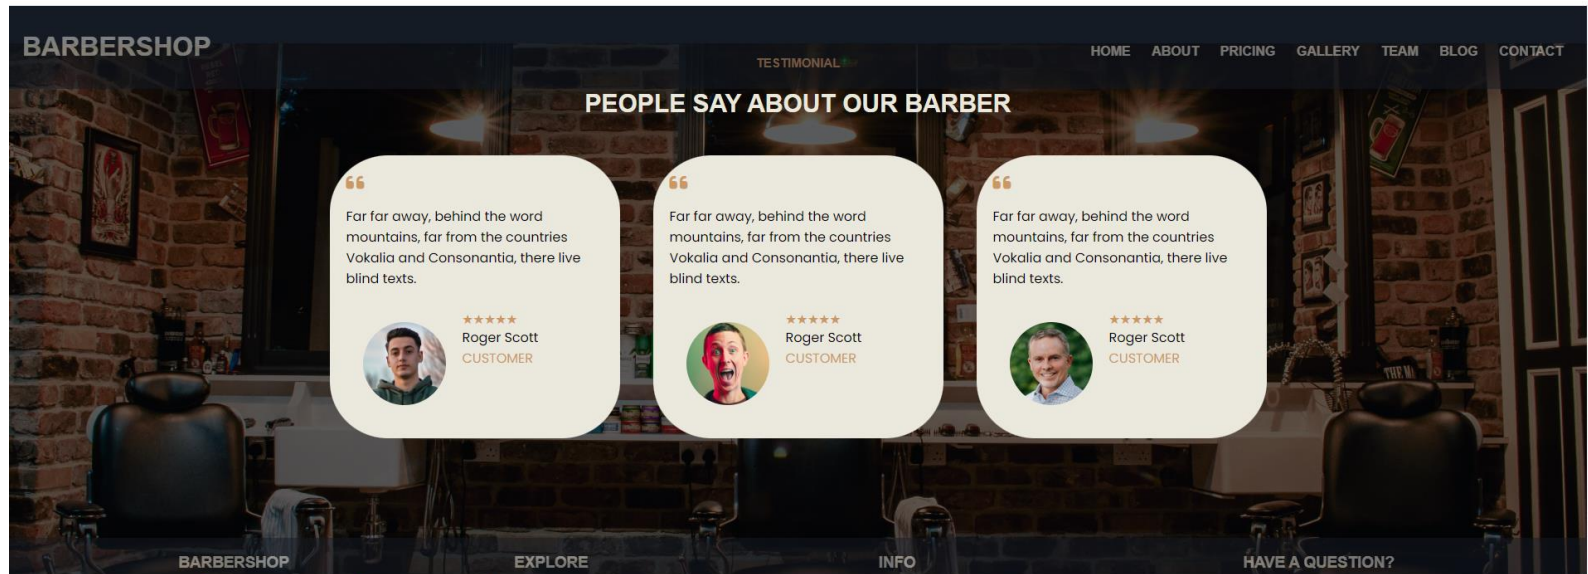 BARBERSHOP
HOME ABOUT PRICING GALLERY TEAM BLOG CONTACT
TESTIMONIAL
PEOPLE SAY ABOUT OUR BARBER
Far far away, behind the word
mountains, far from the countries
Vokalia and Consonantia, there live
blind texts.
★★★★★
Roger Scott
CUSTOMER
Far far away, behind the word
mountains, far from the countries
Vokalia and Consonantia, there live
blind texts.
★★★★★
Roger Scott
CUSTOMER
Far far away, behind the word
mountains, far from the countries
Vokalia and Consonantia, there live
blind texts.
★★★★★
Roger Scott
CUSTOMER
BARBERSHOP EXPLORE INFO HAVE A QUESTION?